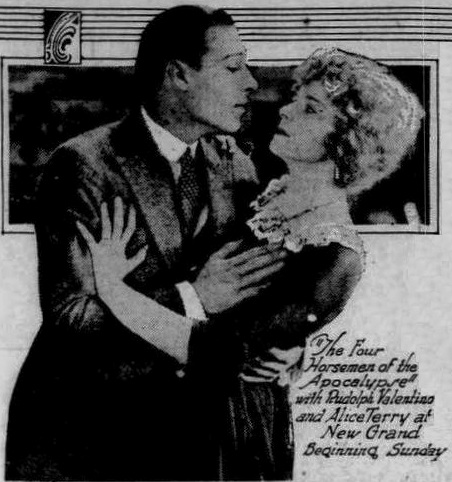 "The Four
Horsemen of the
Apocalypse"
with Rudolph Valentino
and Alice Terry at
New Grand
Beginning Sunday